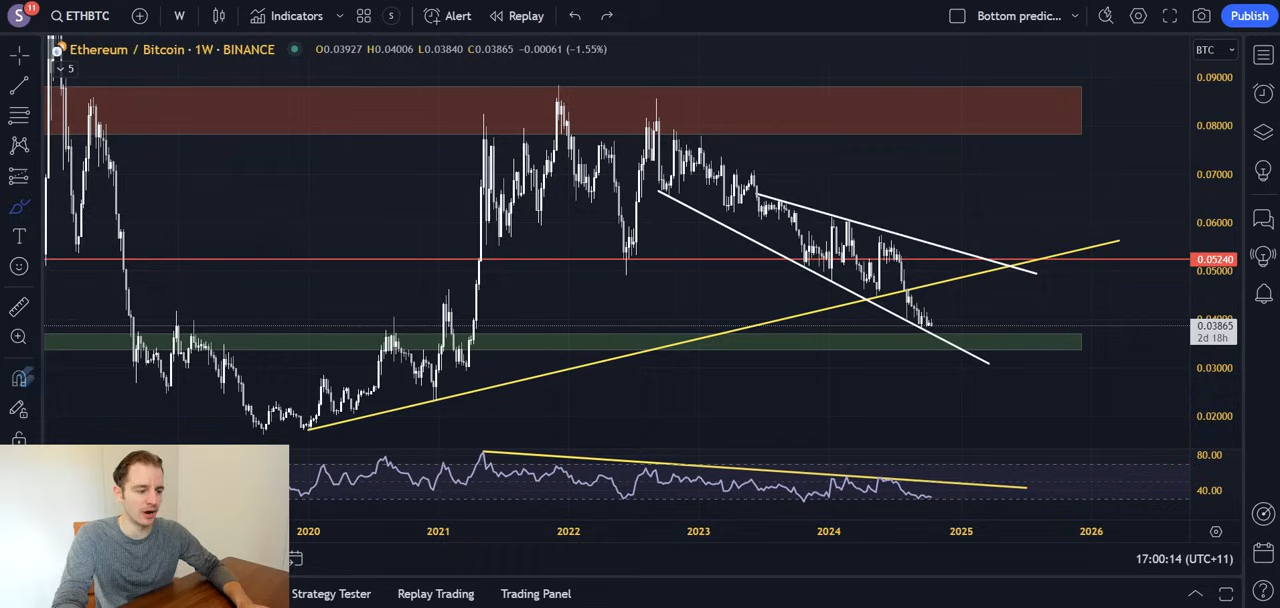 S 11 ETHBTC W Indicators S Alert Replay Bottom predic... Publish
Ethereum / Bitcoin · 1W · BINANCE O0.03927 H0.04006 L0.03840 C0.03865 −0.00061 (−1.55%) BTC
5
0.09000
0.08000
0.07000
0.06000
0.05240
0.05000
0.04000
0.03865
2d 18h
0.03000
0.02000
80.00
40.00
2020 2021 2022 2023 2024 2025 2026
17:00:14 (UTC+11)
Strategy Tester Replay Trading Trading Panel